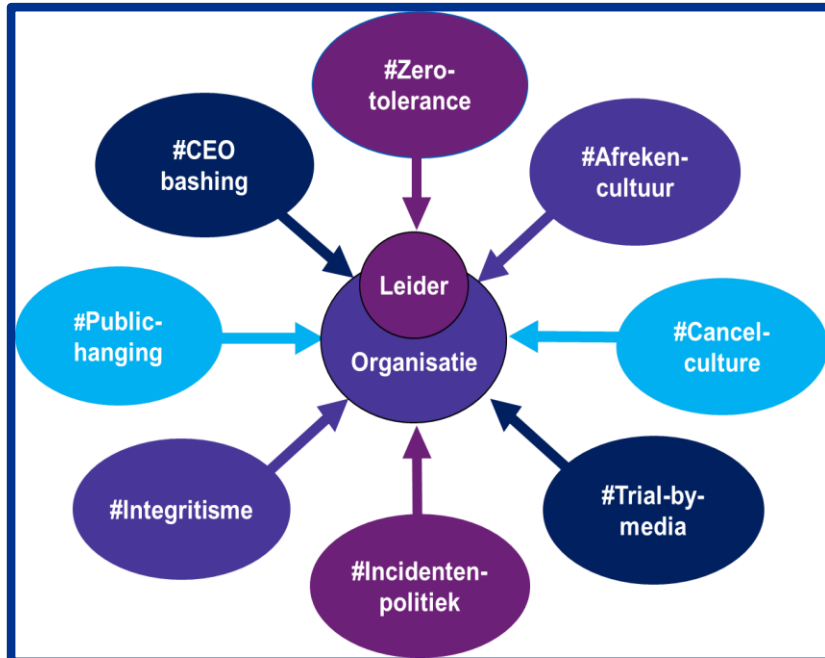 #Zero-
tolerance
#CEO
bashing
#Afreken-
cultuur
Leider
#Public-
hanging
Organisatie
#Cancel-
culture
#Integritisme
#Trial-by-
media
#Incidenten-
politiek